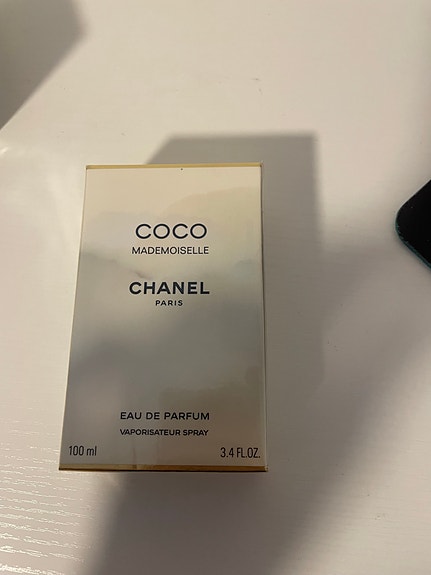 COCO
MADEMOISELLE
CHANEL
PARIS
EAU DE PARFUM
VAPORISATEUR SPRAY
100 ml 3.4 FL.OZ.